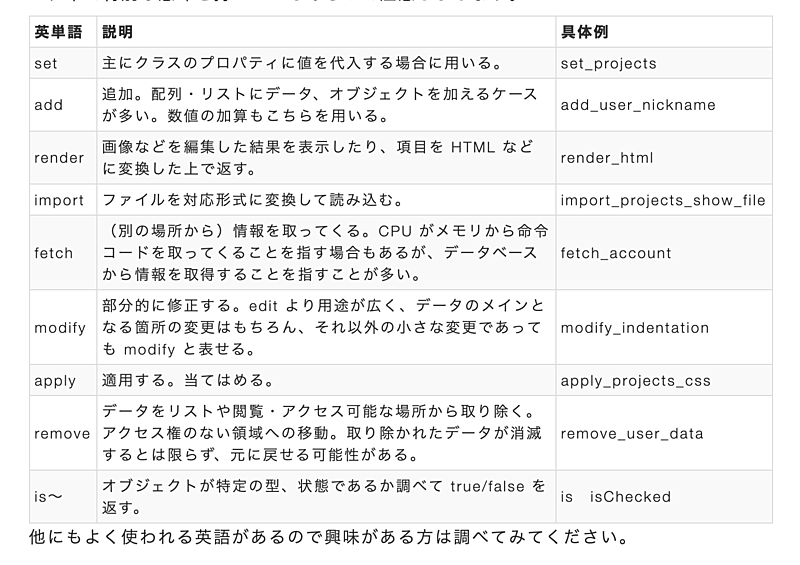 英単語 説明 具体例
set 主にクラスのプロパティに値を代入する場合に用いる。 set_projects
add 追加。配列・リストにデータ、オブジェクトを加えるケース
が多い。数値の加算もこちらを用いる。 add_user_nickname
render 画像などを編集した結果を表示したり、項目を HTML など
に変換した上で返す。 render_html
import ファイルを対応形式に変換して読み込む。 import_projects_show_file
fetch （別の場所から）情報を取ってくる。CPU がメモリから命令
コードを取ってくることを指す場合もあるが、データベース
から情報を取得することを指すことが多い。 fetch_account
modify 部分的に修正する。edit より用途が広く、データのメインと
なる箇所の変更はもちろん、それ以外の小さな変更であって
も modify と表せる。 modify_indentation
apply 適用する。当てはめる。 apply_projects_css
remove データをリストや閲覧・アクセス可能な場所から取り除く。
アクセス権のない領域への移動。取り除かれたデータが消滅
するとは限らず、元に戻せる可能性がある。 remove_user_data
is〜 オブジェクトが特定の型、状態であるか調べて true/false を
返す。 is　isChecked
他にもよく使われる英語があるので興味がある方は調べてみてください。